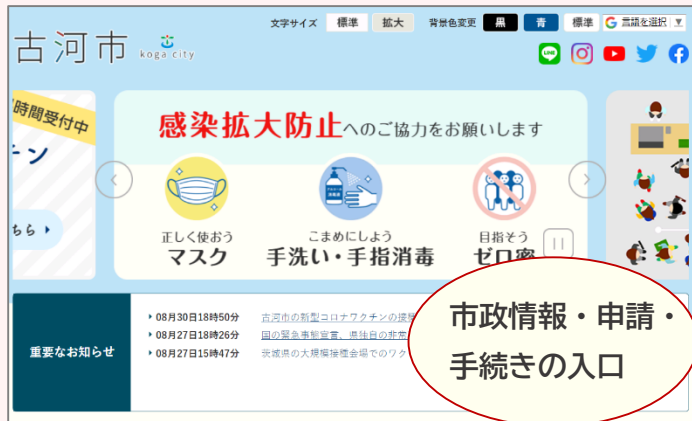 文字サイズ 標準 拡大 背景色変更 黒 青 標準 G 言語を選択 ▼
古河市 koga city
LINE
時間受付中
ン
ちら
感染拡大防止へのご協力をお願いします
正しく使おう
マスク
こまめにしよう
手洗い・手指消毒
目指そう
ゼロ密
重要なお知らせ
08月30日18時50分 古河市の新型コロナワクチンの接種
08月27日18時26分 国の緊急事態宣言、県独自の非常
08月27日15時47分 茨城県の大規模接種会場でのワク
市政情報・申請・
手続きの入口